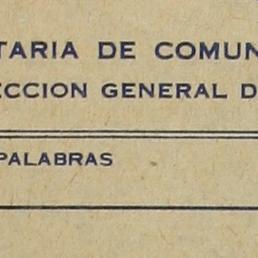 TARIA DE COMUN
ECCION GENERAL D
PALABRAS